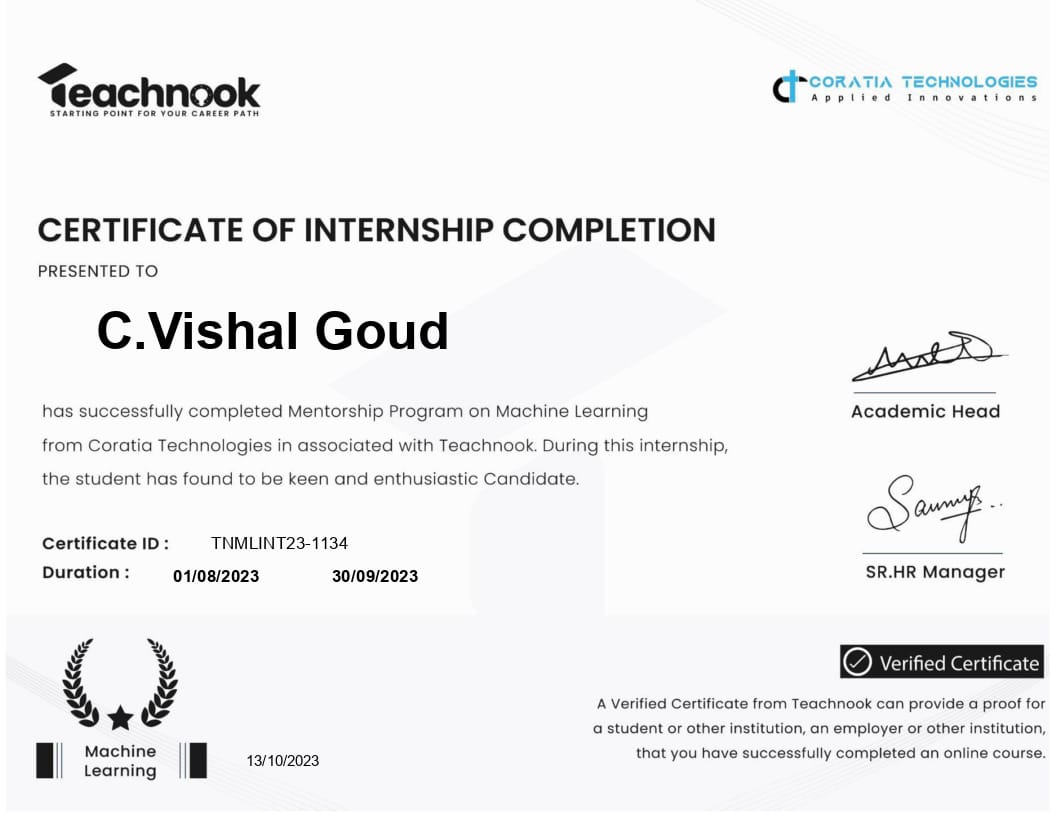 Teachnook
STARTING POINT FOR YOUR CAREER PATH
CORATIA TECHNOLOGIES
Applied Innovations
CERTIFICATE OF INTERNSHIP COMPLETION
PRESENTED TO
C.Vishal Goud
has successfully completed Mentorship Program on Machine Learning
from Coratia Technologies in associated with Teachnook. During this internship,
the student has found to be keen and enthusiastic Candidate.
Academic Head
Certificate ID : TNMLINT23-1134
Duration : 01/08/2023 30/09/2023
SR.HR Manager
Verified Certificate
A Verified Certificate from Teachnook can provide a proof for
a student or other institution, an employer or other institution,
that you have successfully completed an online course.
Machine
Learning
13/10/2023